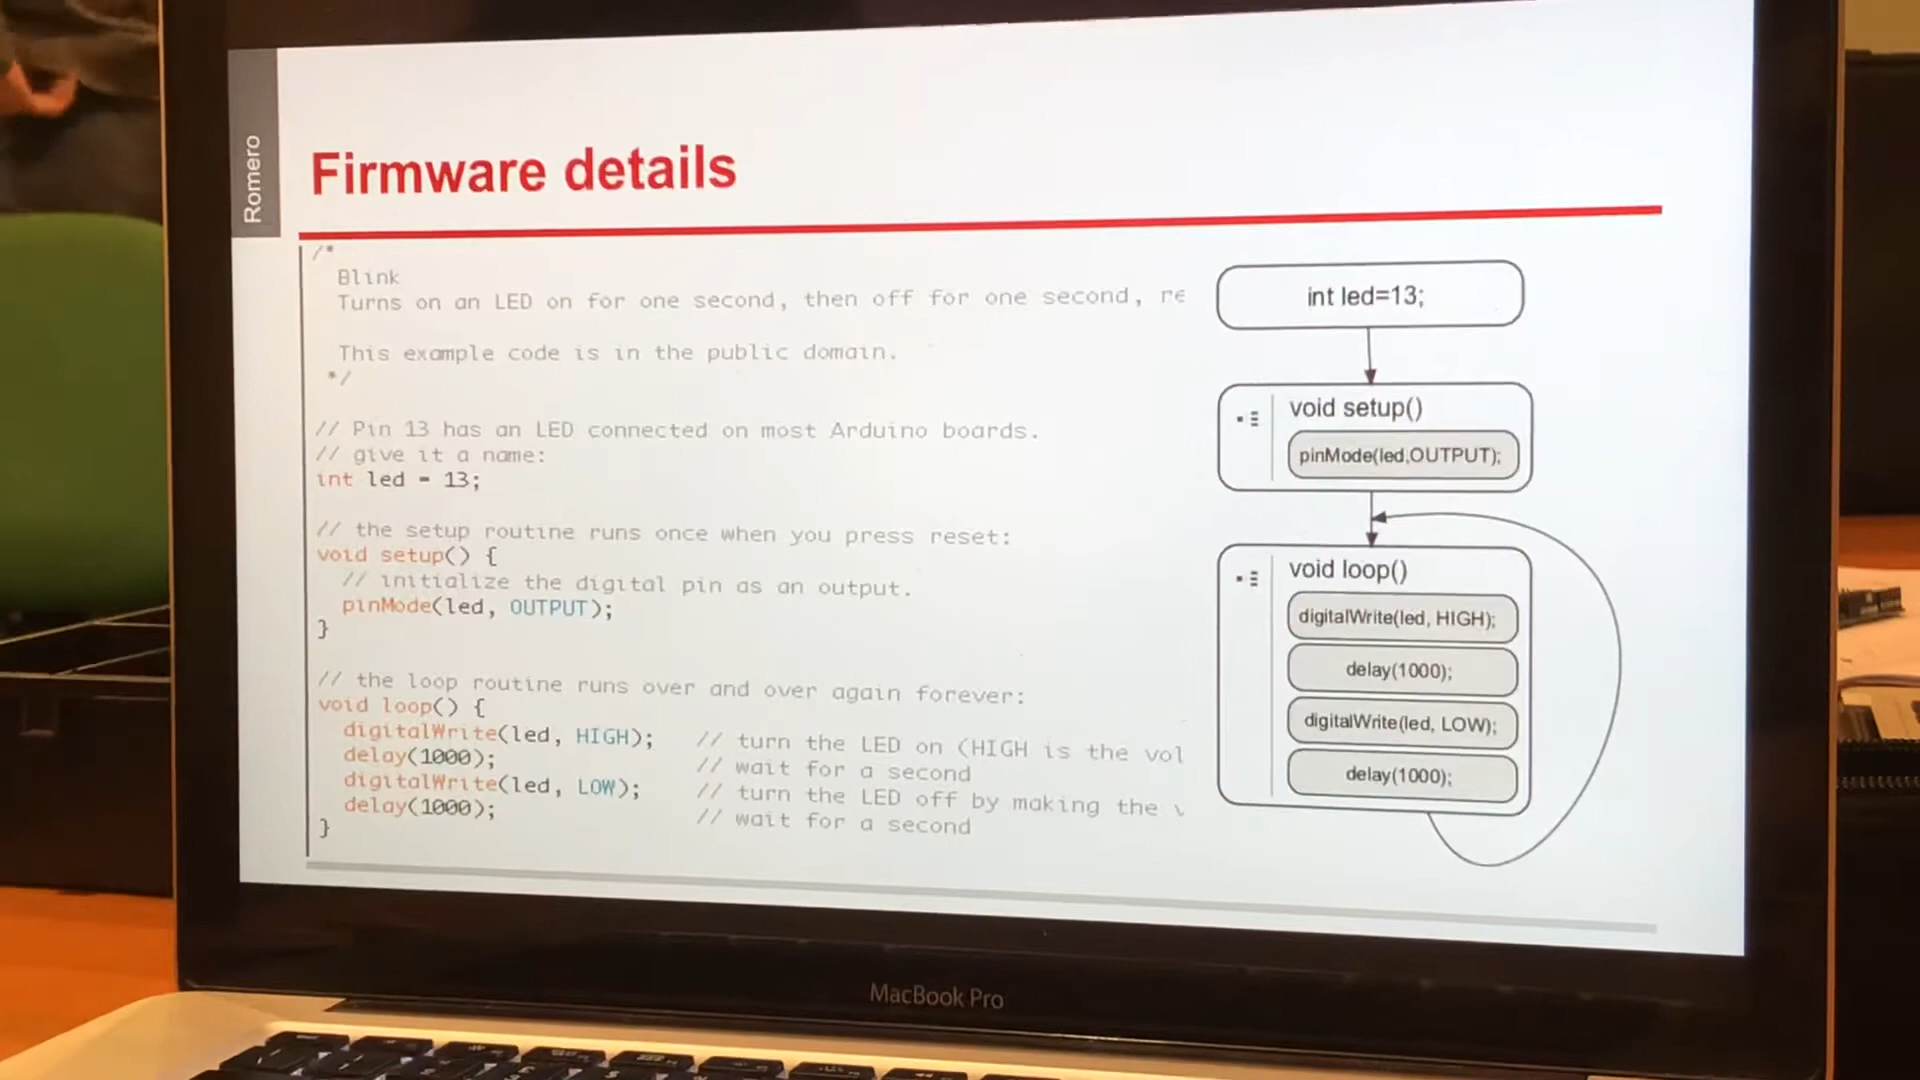 Romero
Firmware details
/*
Blink
Turns on an LED on for one second, then off for one second, re
This example code is in the public domain.
*/
// Pin 13 has an LED connected on most Arduino boards.
// give it a name:
int led = 13;
// the setup routine runs once when you press reset:
void setup() {
// initialize the digital pin as an output.
pinMode(led, OUTPUT);
}
// the loop routine runs over and over again forever:
void loop() {
digitalWrite(led, HIGH); // turn the LED on (HIGH is the vol
delay(1000); // wait for a second
digitalWrite(led, LOW); // turn the LED off by making the
delay(1000); // wait for a second
}
int led=13;
void setup()
pinMode(led,OUTPUT);
void loop()
digitalWrite(led, HIGH);
delay(1000);
digitalWrite(led, LOW);
delay(1000);
MacBook Pro